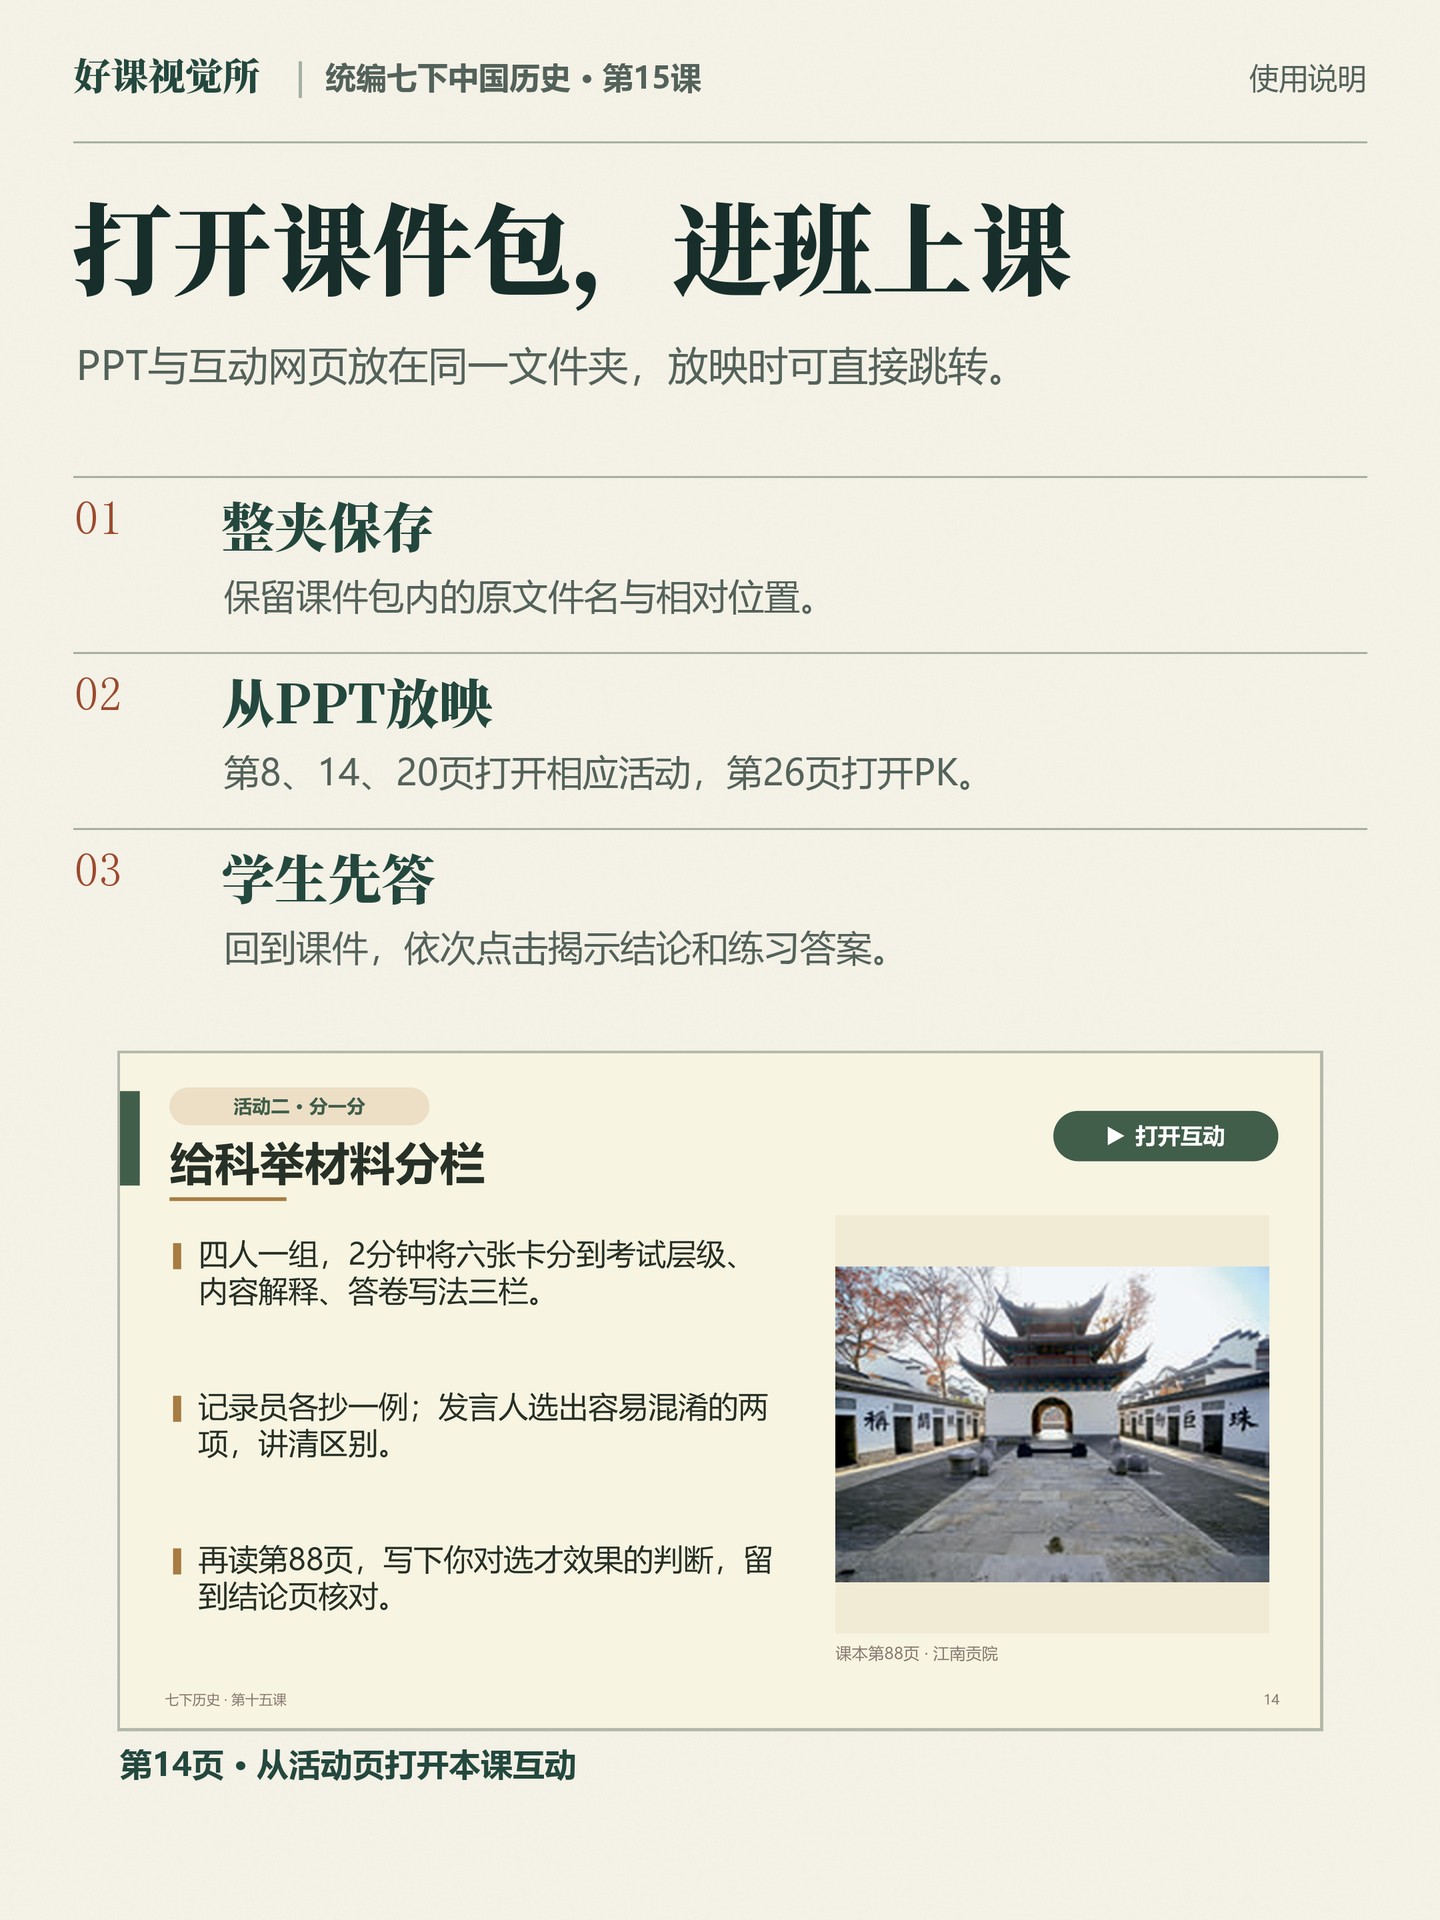 好课视觉所 | 统编七下中国历史·第15课
使用说明
打开课件包，进班上课
PPT与互动网页放在同一文件夹，放映时可直接跳转。
01
整夹保存
保留课件包内的原文件名与相对位置。
02
从PPT放映
第8、14、20页打开相应活动，第26页打开PK。
03
学生先答
回到课件，依次点击揭示结论和练习答案。
活动二·分一分
给科举材料分栏
▶ 打开互动
四人一组，2分钟将六张卡分到考试层级、
内容解释、答卷写法三栏。
记录员各抄一例；发言人选出容易混淆的两
项，讲清区别。
再读第88页，写下你对选才效果的判断，留
到结论页核对。
巨
珠
课本第88页·江南贡院
七下历史·第十五课
14
第14页·从活动页打开本课互动